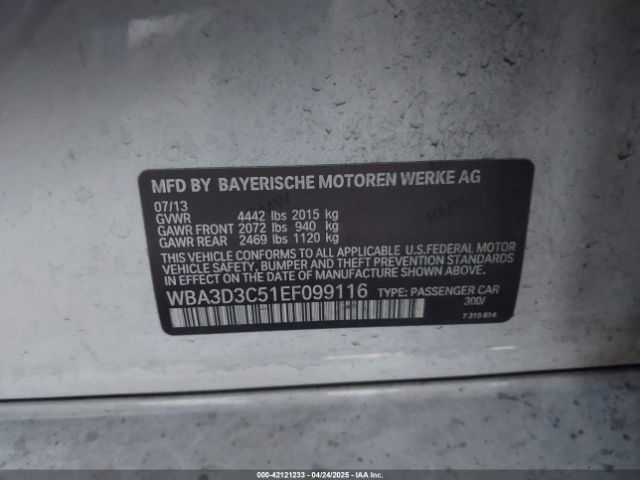 MFD BY BAYERISCHE MOTOREN WERKE AG
07/13
GVWR 4442 lbs 2015 kg
GAWR FRONT 2072 lbs 940 kg
GAWR REAR 2469 lbs 1120 kg
THIS VEHICLE CONFORMS TO ALL APPLICABLE U.S.FEDERAL MOTOR
VEHICLE SAFETY, BUMPER AND THEFT PREVENTION STANDARDS
IN EFFECT ON THE DATE OF MANUFACTURE SHOWN ABOVE.
WBA3D3C51EF099116 TYPE: PASSENGER CAR
300/
7 315 814
000-42121233 - 04/24/2025 - IAA Inc.